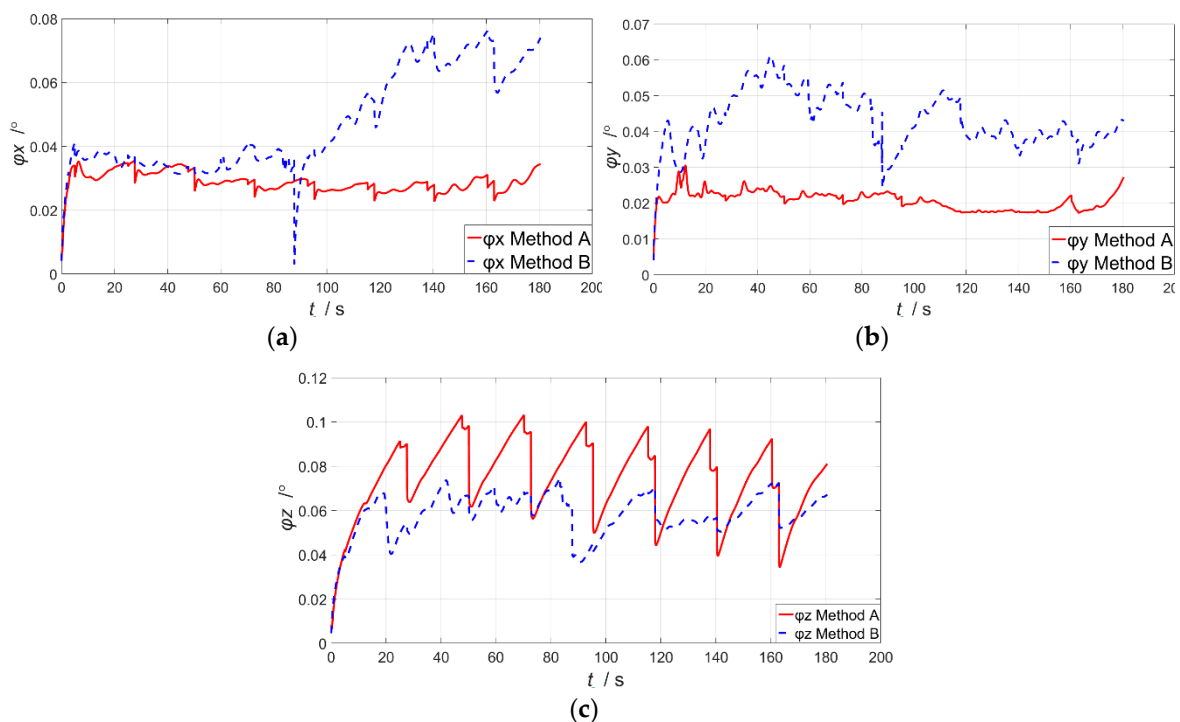 0.08
0.06
0.04
0.02
0
φx /°
0 20 40 60 80 100 120 140 160 180 200
t / s
φx Method A
φx Method B
(a)
0.07
0.06
0.05
0.04
0.03
0.02
0.01
0
φy /°
0 20 40 60 80 100 120 140 160 180
t / s
φy Method A
φy Method B
(b)
0.12
0.1
0.08
0.06
0.04
0.02
0
φz /°
0 20 40 60 80 100 120 140 160 180 200
t / s
φz Method A
φz Method B
(c)